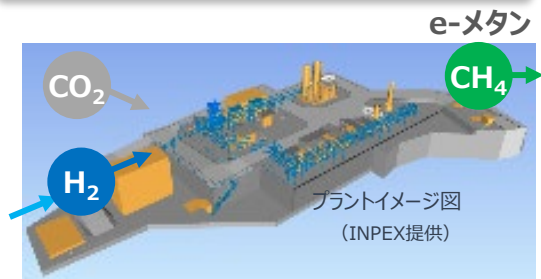 e-メタン
CO₂
CH₄
H₂
プラントイメージ図
（INPEX提供）